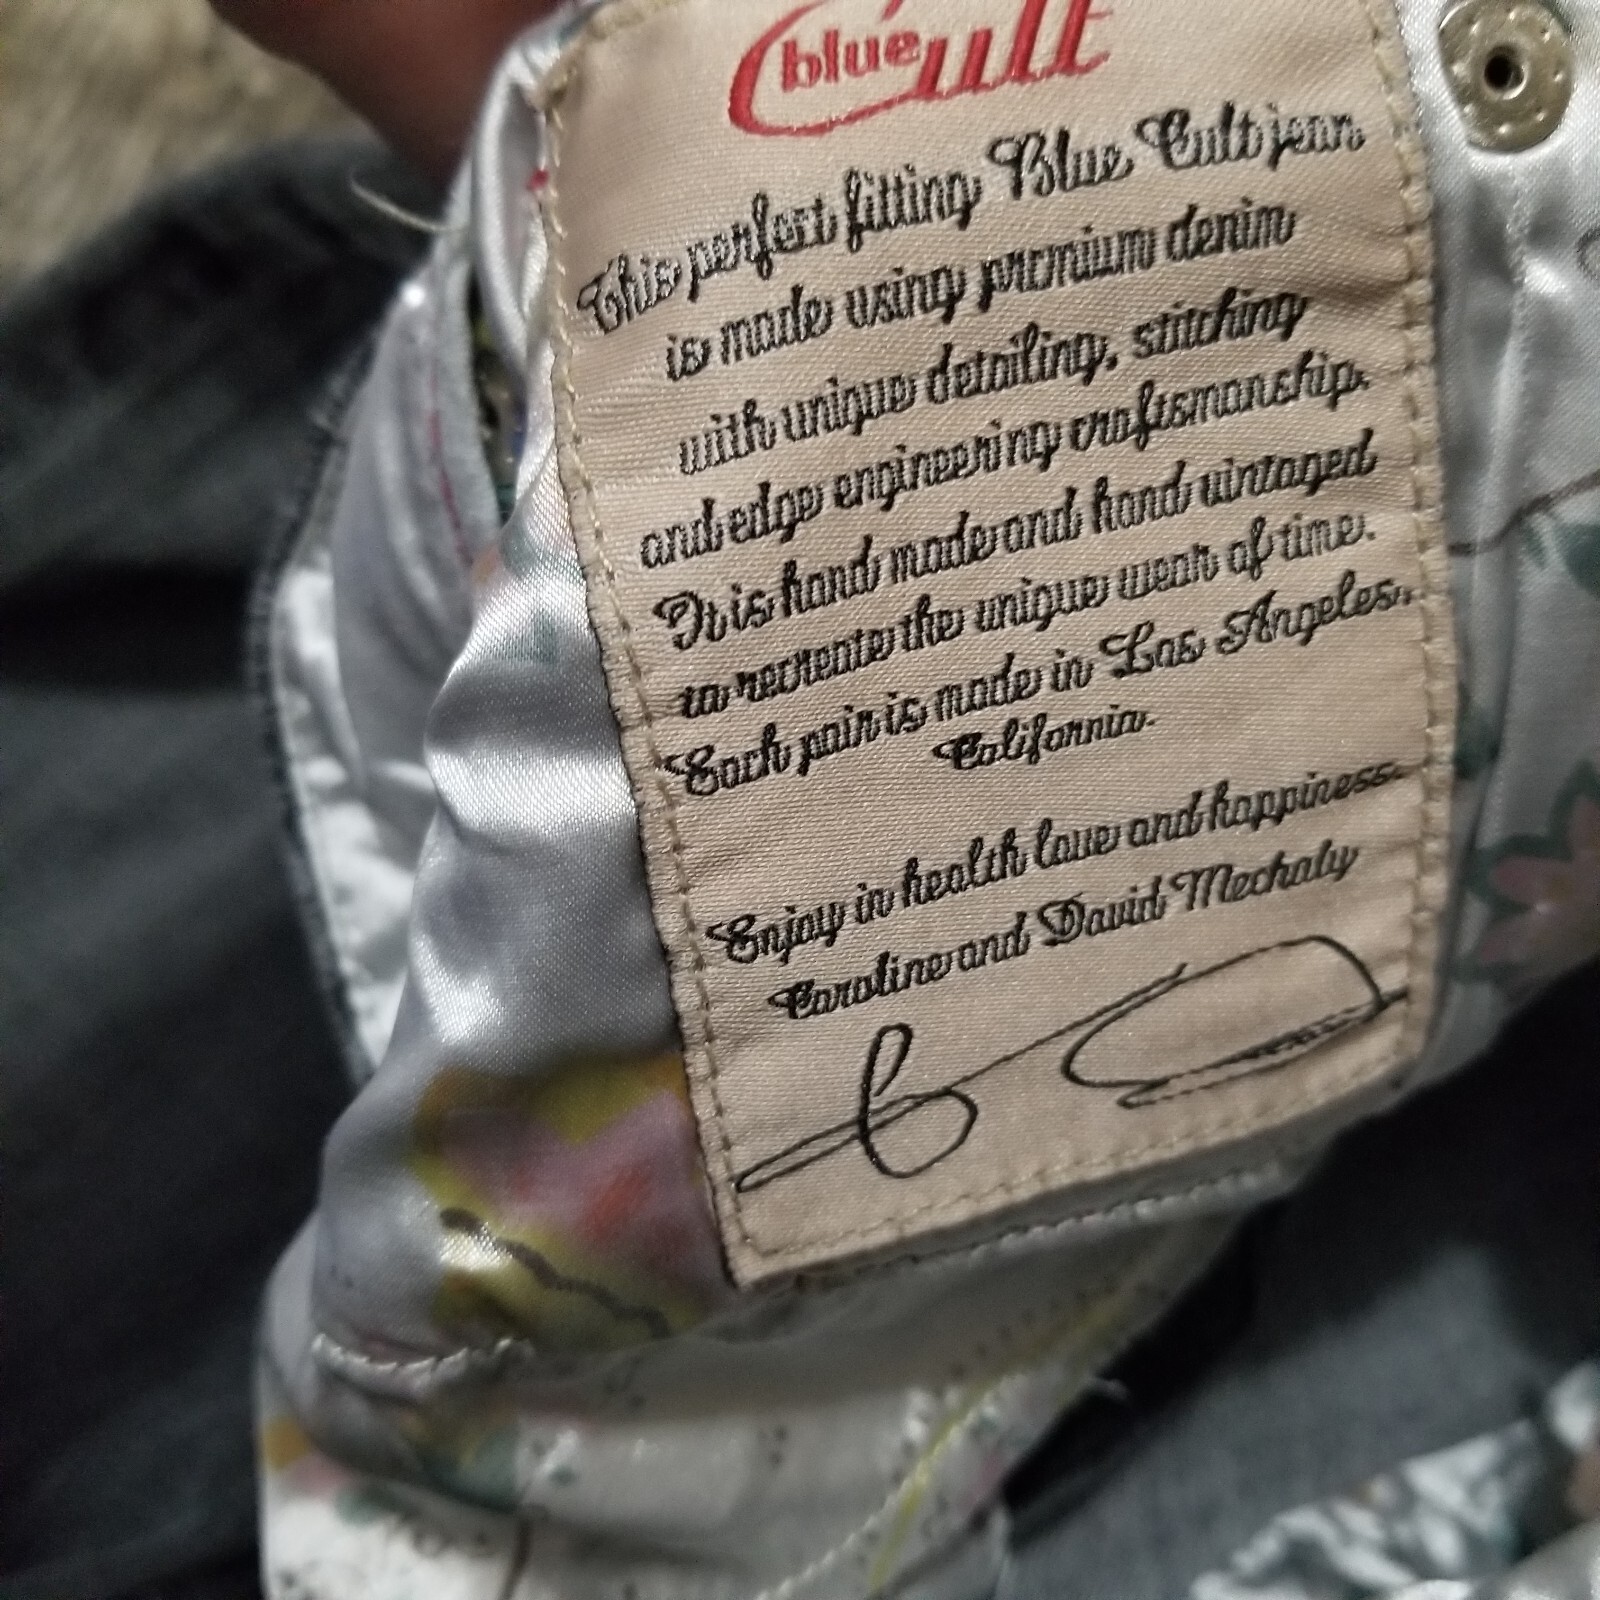 blue Cult
This perfect fitting Blue Cult jean
is made using premium denim
with unique detailing, stitching
and edge engineering craftsmanship.
It is hand made and hand vintaged
to recreate the unique wear of time.
Each pair is made in Los Angeles,
California.
Enjoy in health love and happiness.
Caroline and David Mechaly